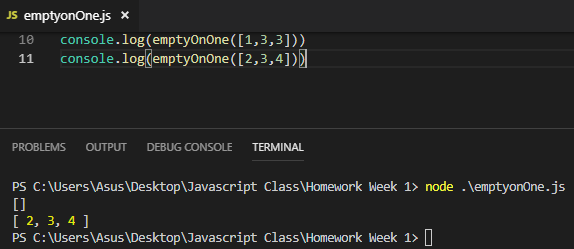 JS emptyonOne.js ×
10 console.log(emptyOnOne([1,3,3]))
11 console.log(emptyOnOne([2,3,4]))
PROBLEMS OUTPUT DEBUG CONSOLE TERMINAL
PS C:\Users\Asus\Desktop\Javascript Class\Homework Week 1> node .\emptyonOne.js
[]
[ 2, 3, 4 ]
PS C:\Users\Asus\Desktop\Javascript Class\Homework Week 1>